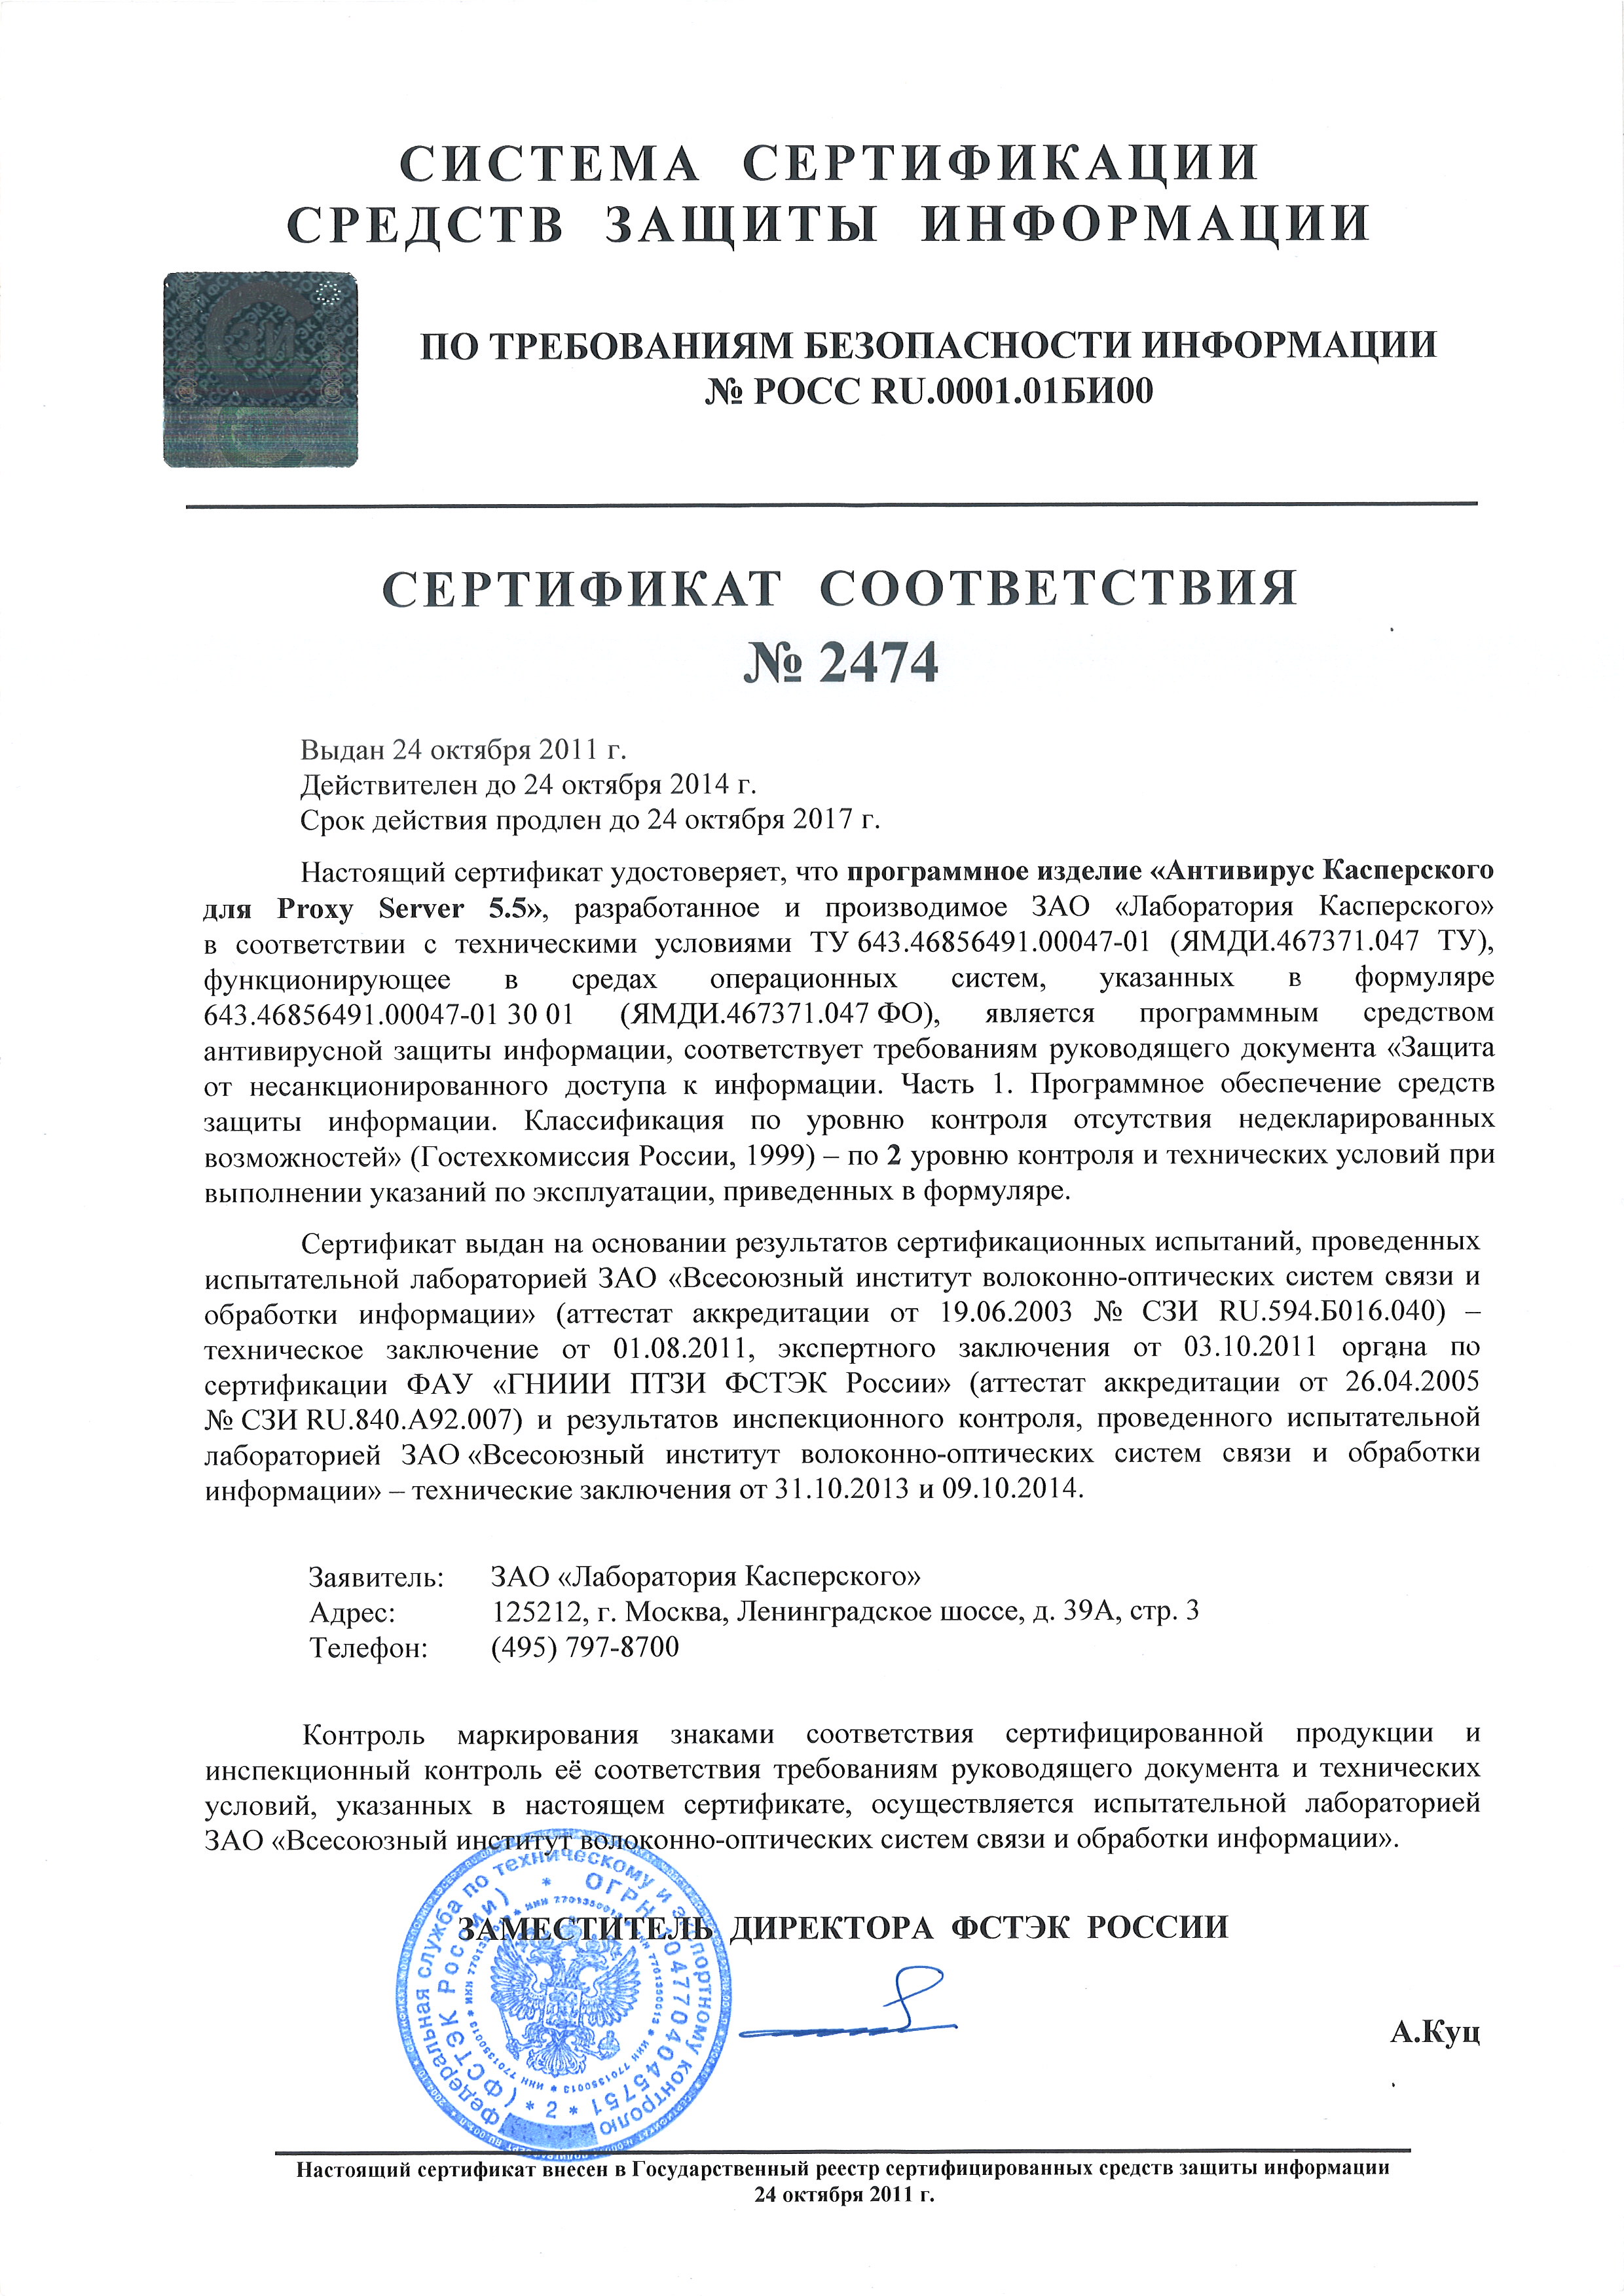 СИСТЕМА СЕРТИФИКАЦИИ
СРЕДСТВ ЗАЩИТЫ ИНФОРМАЦИИ
СЗИ
ПО ТРЕБОВАНИЯМ БЕЗОПАСНОСТИ ИНФОРМАЦИИ
№ РОСС RU.0001.01БИ00
СЕРТИФИКАТ СООТВЕТСТВИЯ
№ 2474
Выдан 24 октября 2011 г.
Действителен до 24 октября 2014 г.
Срок действия продлен до 24 октября 2017 г.
Настоящий сертификат удостоверяет, что программное изделие «Антивирус Касперского
для Proxy Server 5.5», разработанное и производимое ЗАО «Лаборатория Касперского»
в соответствии с техническими условиями ТУ 643.46856491.00047-01 (ЯМДИ.467371.047 ТУ),
функционирующее в средах операционных систем, указанных в формуляре
643.46856491.00047-01 30 01 (ЯМДИ.467371.047 ФО), является программным средством
антивирусной защиты информации, соответствует требованиям руководящего документа «Защита
от несанкционированного доступа к информации. Часть 1. Программное обеспечение средств
защиты информации. Классификация по уровню контроля отсутствия недекларированных
возможностей» (Гостехкомиссия России, 1999) – по 2 уровню контроля и технических условий при
выполнении указаний по эксплуатации, приведенных в формуляре.
Сертификат выдан на основании результатов сертификационных испытаний, проведенных
испытательной лабораторией ЗАО «Всесоюзный институт волоконно-оптических систем связи и
обработки информации» (аттестат аккредитации от 19.06.2003 № СЗИ RU.594.Б016.040) –
техническое заключение от 01.08.2011, экспертного заключения от 03.10.2011 органа по
сертификации ФАУ «ГНИИИ ПТЗИ ФСТЭК России» (аттестат аккредитации от 26.04.2005
№ СЗИ RU.840.А92.007) и результатов инспекционного контроля, проведенного испытательной
лабораторией ЗАО «Всесоюзный институт волоконно-оптических систем связи и обработки
информации» – технические заключения от 31.10.2013 и 09.10.2014.
Заявитель: ЗАО «Лаборатория Касперского»
Адрес: 125212, г. Москва, Ленинградское шоссе, д. 39А, стр. 3
Телефон: (495) 797-8700
Контроль маркирования знаками соответствия сертифицированной продукции и
инспекционный контроль её соответствия требованиям руководящего документа и технических
условий, указанных в настоящем сертификате, осуществляется испытательной лабораторией
ЗАО «Всесоюзный институт волоконно-оптических систем связи и обработки информации».
ЗАМЕСТИТЕЛЬ ДИРЕКТОРА ФСТЭК РОССИИ
Федеральная служба по техническому и экспортному контролю
(ФСТЭК России) * ОГРН 1047704045751 * 2 *
ИНН 7701350013 * ИНН 7701350013 * ИНН 7701350013 *
А.Куц
Настоящий сертификат внесен в Государственный реестр сертифицированных средств защиты информации
24 октября 2011 г.